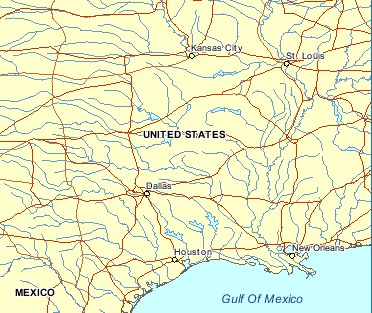 Kansas City
St. Louis
UNITED STATES
Dallas
Houston
New Orleans
MEXICO
Gulf Of Mexico